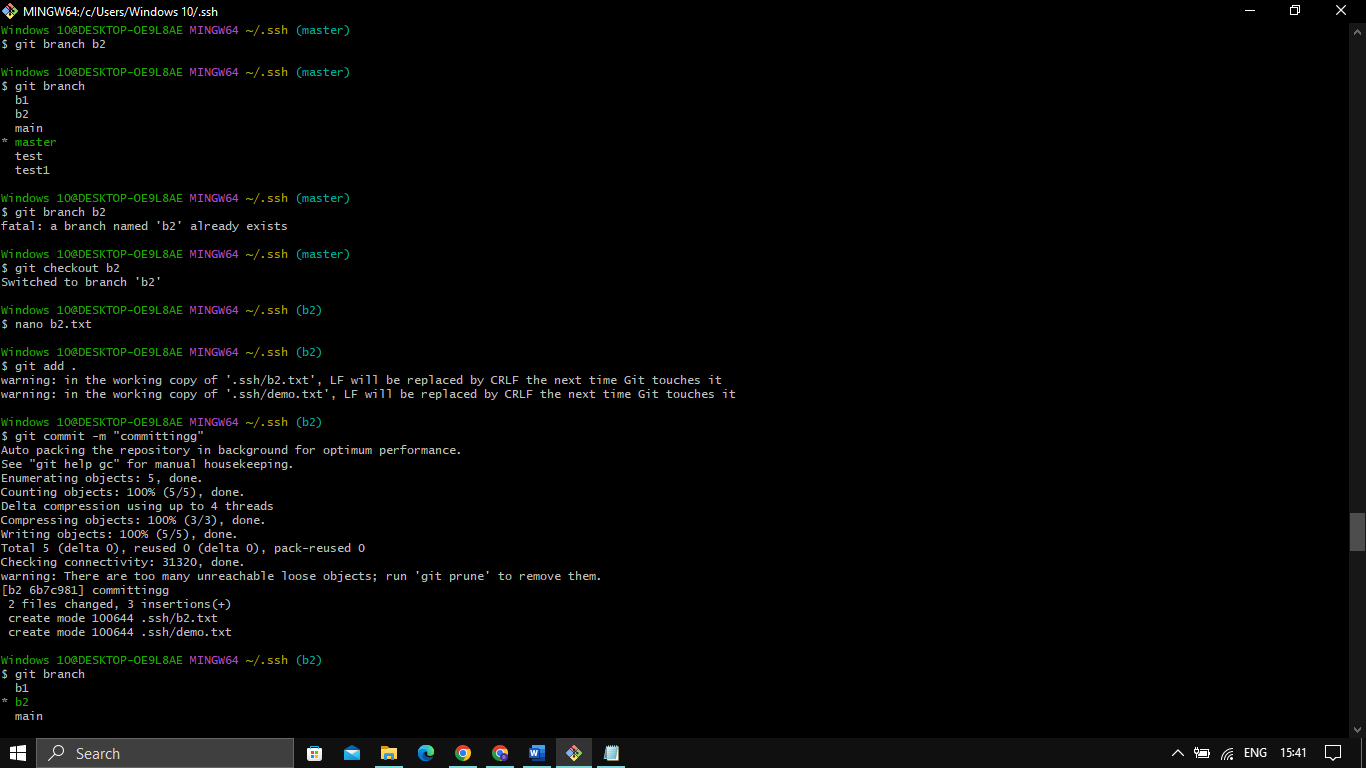 MINGW64:/c/Users/Windows 10/.ssh
Windows 10@DESKTOP-OE9L8AE MINGW64 ~/.ssh (master)
$ git branch b2
Windows 10@DESKTOP-OE9L8AE MINGW64 ~/.ssh (master)
$ git branch
b1
b2
main
* master
test
test1
Windows 10@DESKTOP-OE9L8AE MINGW64 ~/.ssh (master)
$ git branch b2
fatal: a branch named 'b2' already exists
Windows 10@DESKTOP-OE9L8AE MINGW64 ~/.ssh (master)
$ git checkout b2
Switched to branch 'b2'
Windows 10@DESKTOP-OE9L8AE MINGW64 ~/.ssh (b2)
$ nano b2.txt
Windows 10@DESKTOP-OE9L8AE MINGW64 ~/.ssh (b2)
$ git add .
warning: in the working copy of '.ssh/b2.txt', LF will be replaced by CRLF the next time Git touches it
warning: in the working copy of '.ssh/demo.txt', LF will be replaced by CRLF the next time Git touches it
Windows 10@DESKTOP-OE9L8AE MINGW64 ~/.ssh (b2)
$ git commit -m "committingg"
Auto packing the repository in background for optimum performance.
See "git help gc" for manual housekeeping.
Enumerating objects: 5, done.
Counting objects: 100% (5/5), done.
Delta compression using up to 4 threads
Compressing objects: 100% (3/3), done.
Writing objects: 100% (5/5), done.
Total 5 (delta 0), reused 0 (delta 0), pack-reused 0
Checking connectivity: 31320, done.
warning: There are too many unreachable loose objects; run 'git prune' to remove them.
[b2 6b7c981] committingg
2 files changed, 3 insertions(+)
create mode 100644 .ssh/b2.txt
create mode 100644 .ssh/demo.txt
Windows 10@DESKTOP-OE9L8AE MINGW64 ~/.ssh (b2)
$ git branch
b1
* b2
main
Search
W
ENG
15:41